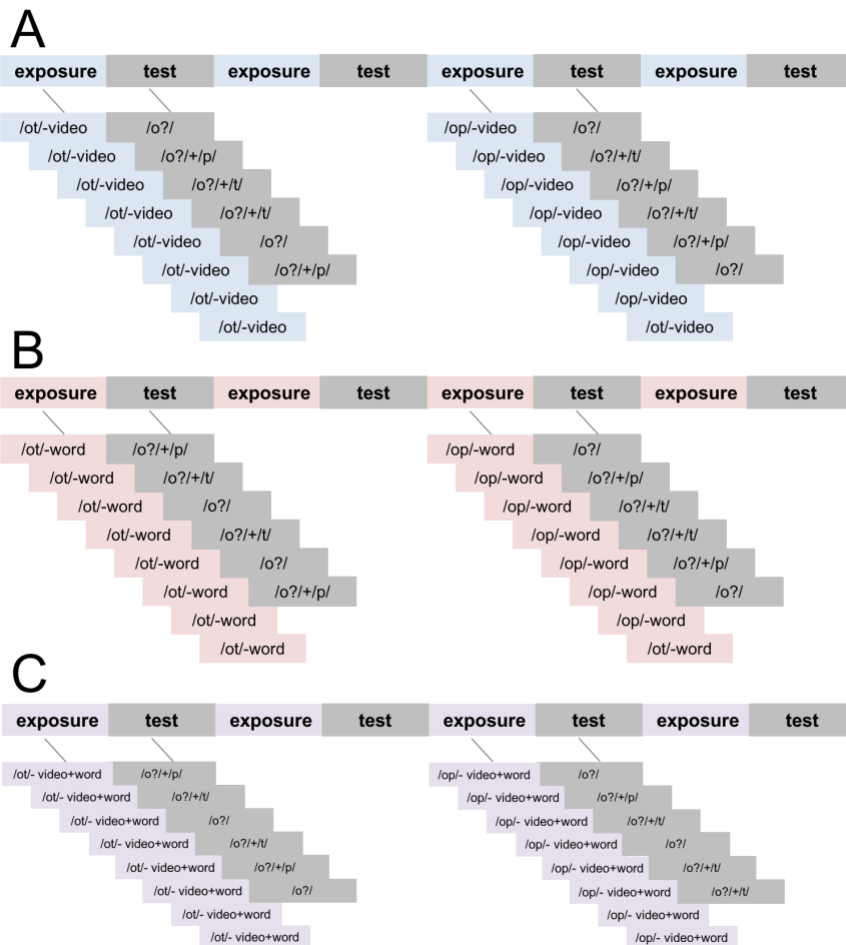 A
exposure test exposure test exposure test exposure test
/ot/-video /o?/ /op/-video /o?/
/ot/-video /o?/+/p/ /op/-video /o?/+/t/
/ot/-video /o?/+/t/ /op/-video /o?/+/p/
/ot/-video /o?/+/t/ /op/-video /o?/+/t/
/ot/-video /o?/ /op/-video /o?/+/p/
/ot/-video /o?/+/p/ /op/-video /o?/
/ot/-video /op/-video
/ot/-video /ot/-video
B
exposure test exposure test exposure test exposure test
/ot/-word /o?/+/p/ /op/-word /o?/
/ot/-word /o?/+/t/ /op/-word /o?/+/p/
/ot/-word /o?/ /op/-word /o?/+/t/
/ot/-word /o?/+/t/ /op/-word /o?/+/t/
/ot/-word /o?/ /op/-word /o?/+/p/
/ot/-word /o?/+/p/ /op/-word /o?/
/ot/-word /op/-word
/ot/-word /ot/-word
C
exposure test exposure test exposure test exposure test
/ot/- video+word /o?/+/p/ /op/- video+word /o?/
/ot/- video+word /o?/+/t/ /op/- video+word /o?/+/p/
/ot/- video+word /o?/ /op/- video+word /o?/+/t/
/ot/- video+word /o?/+/t/ /op/- video+word /o?/
/ot/- video+word /o?/+/p/ /op/- video+word /o?/+/t/
/ot/- video+word /o?/ /op/- video+word /o?/+/t/
/ot/- video+word /op/- video+word
/ot/- video+word /op/- video+word